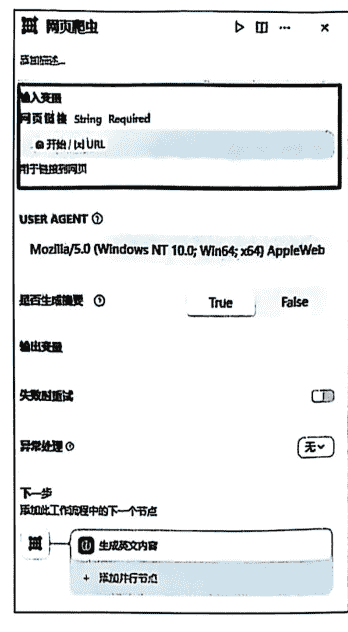 网页爬虫
添加描述...
输入变量
网页链接 String Required
开始 / {x} URL
用于链接到网页
USER AGENT
Mozilla/5.0 (Windows NT 10.0; Win64; x64) AppleWeb
是否生成摘要 True False
输出变量
失败时重试
异常处理 无
下一步
添加此工作流程中的下一个节点
生成英文内容
+ 添加并行节点